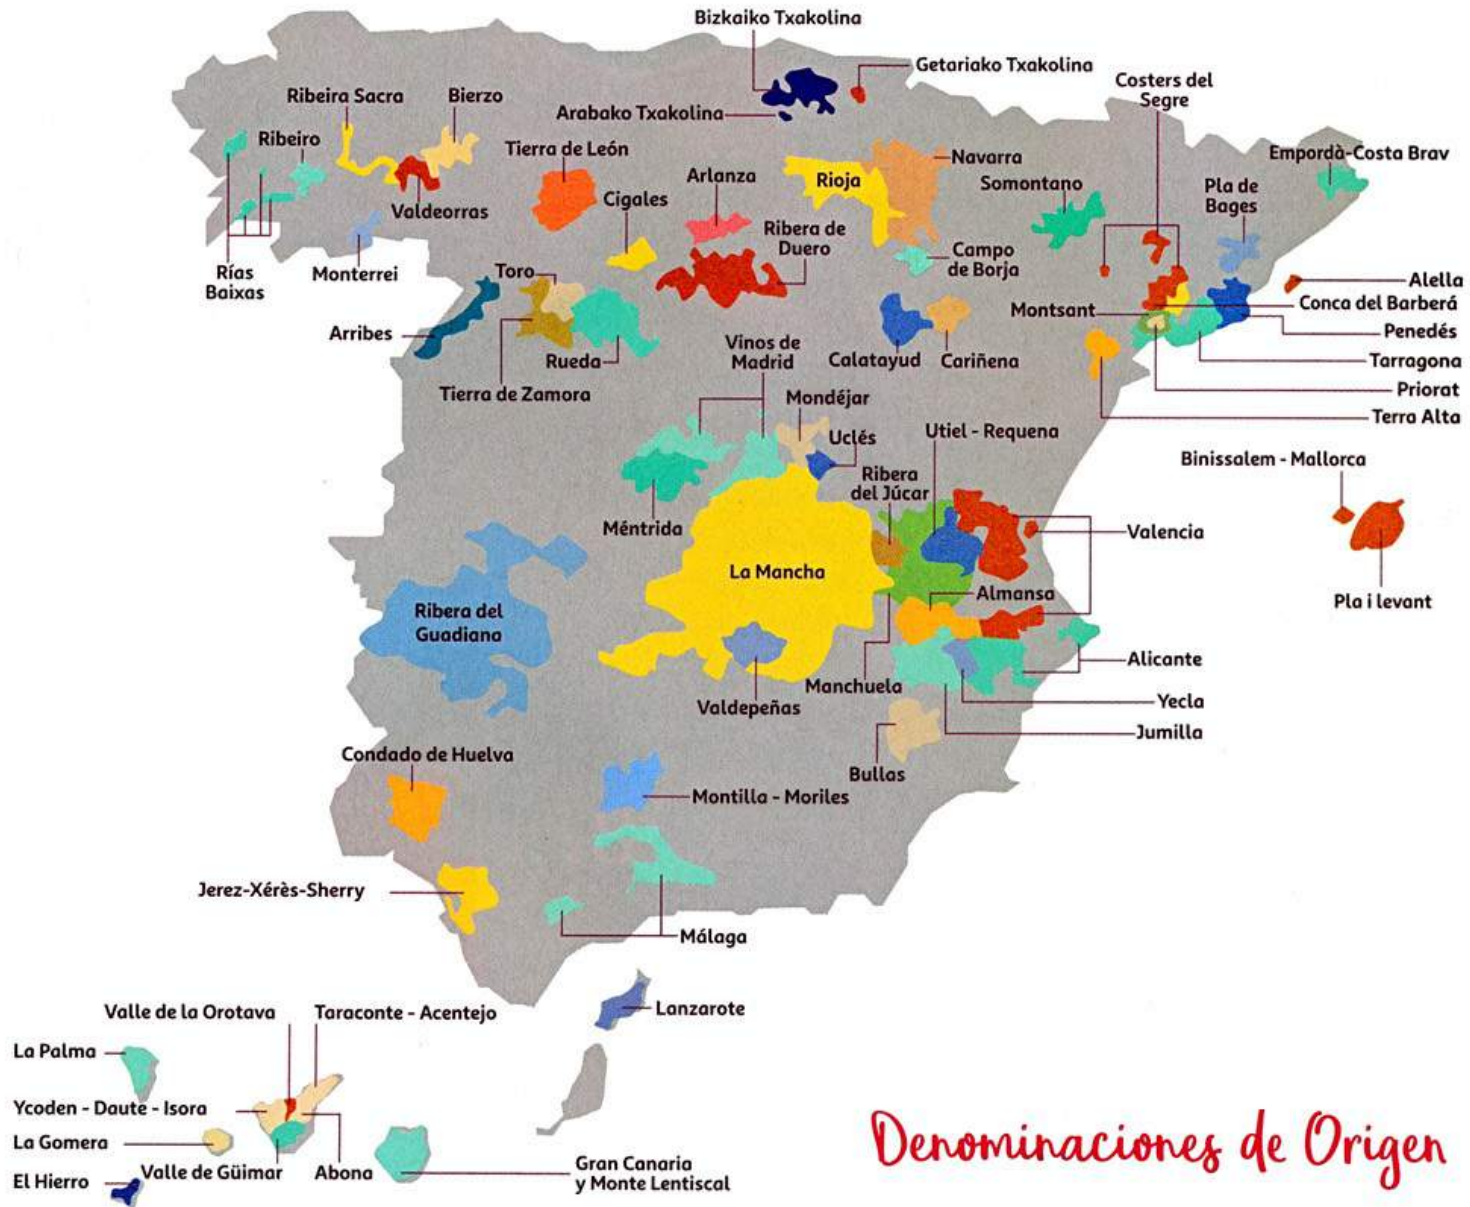 Bizkaiko Txakolina
Getariako Txakolina
Costers del
Segre
Ribeira Sacra
Bierzo
Arabako Txakolina
Ribeiro
Tierra de León
Navarra
Empordà-Costa Brav
Arlanza
Rioja
Somontano
Pla de
Bages
Cigales
Valdeorras
Ribera de
Duero
Campo
de Borja
Rías
Baixas
Monterrei
Toro
Alella
Montsant
Conca del Barberá
Arribes
Penedés
Vinos de
Madrid
Rueda
Calatayud
Cariñena
Tarragona
Tierra de Zamora
Priorat
Mondéjar
Terra Alta
Uclés
Utiel - Requena
Binissalem - Mallorca
Ribera
del Júcar
Méntrida
Valencia
La Mancha
Almansa
Pla i levant
Ribera del
Guadiana
Alicante
Manchuela
Valdepeñas
Yecla
Jumilla
Condado de Huelva
Bullas
Montilla - Moriles
Jerez-Xérès-Sherry
Málaga
Valle de la Orotava
Taraconte - Acentejo
Lanzarote
La Palma
Ycoden - Daute - Isora
La Gomera
El Hierro
Valle de Güimar
Abona
Gran Canaria
y Monte Lentiscal
Denominaciones de Origen